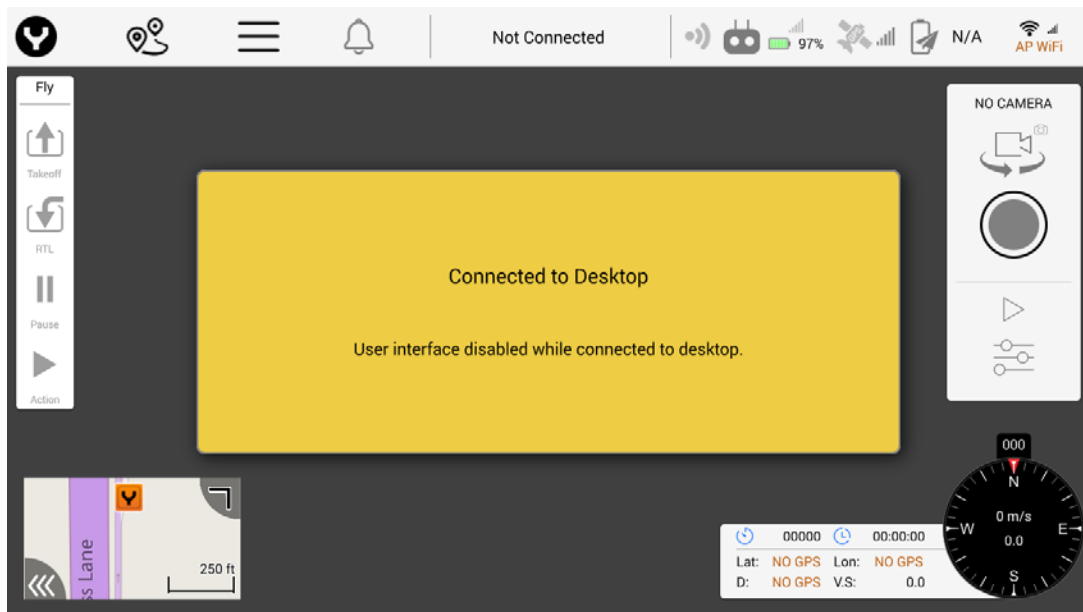 Not Connected
97%
N/A
AP WiFi
Fly
Takeoff
RTL
Pause
Action
NO CAMERA
Connected to Desktop
User interface disabled while connected to desktop.
Lane
250 ft
000
N
W
E
S
0 m/s
0.0
00000 00:00:00
Lat: NO GPS Lon: NO GPS
D: NO GPS V.S: 0.0